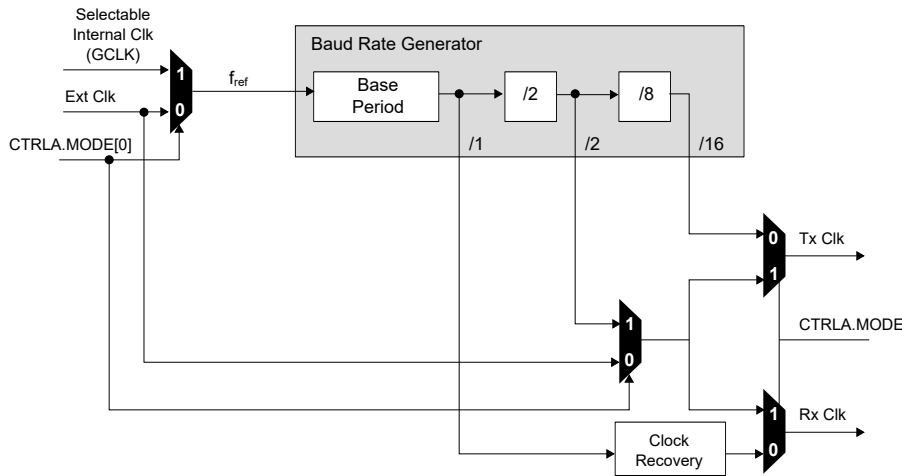 Selectable
Internal Clk
(GCLK)
Baud Rate Generator
1
f_ref
Base
Period
/2
/8
Ext Clk
0
CTRLA.MODE[0]
/1
/2
/16
0
Tx Clk
1
1
CTRLA.MODE
0
1
Rx Clk
Clock
Recovery
0